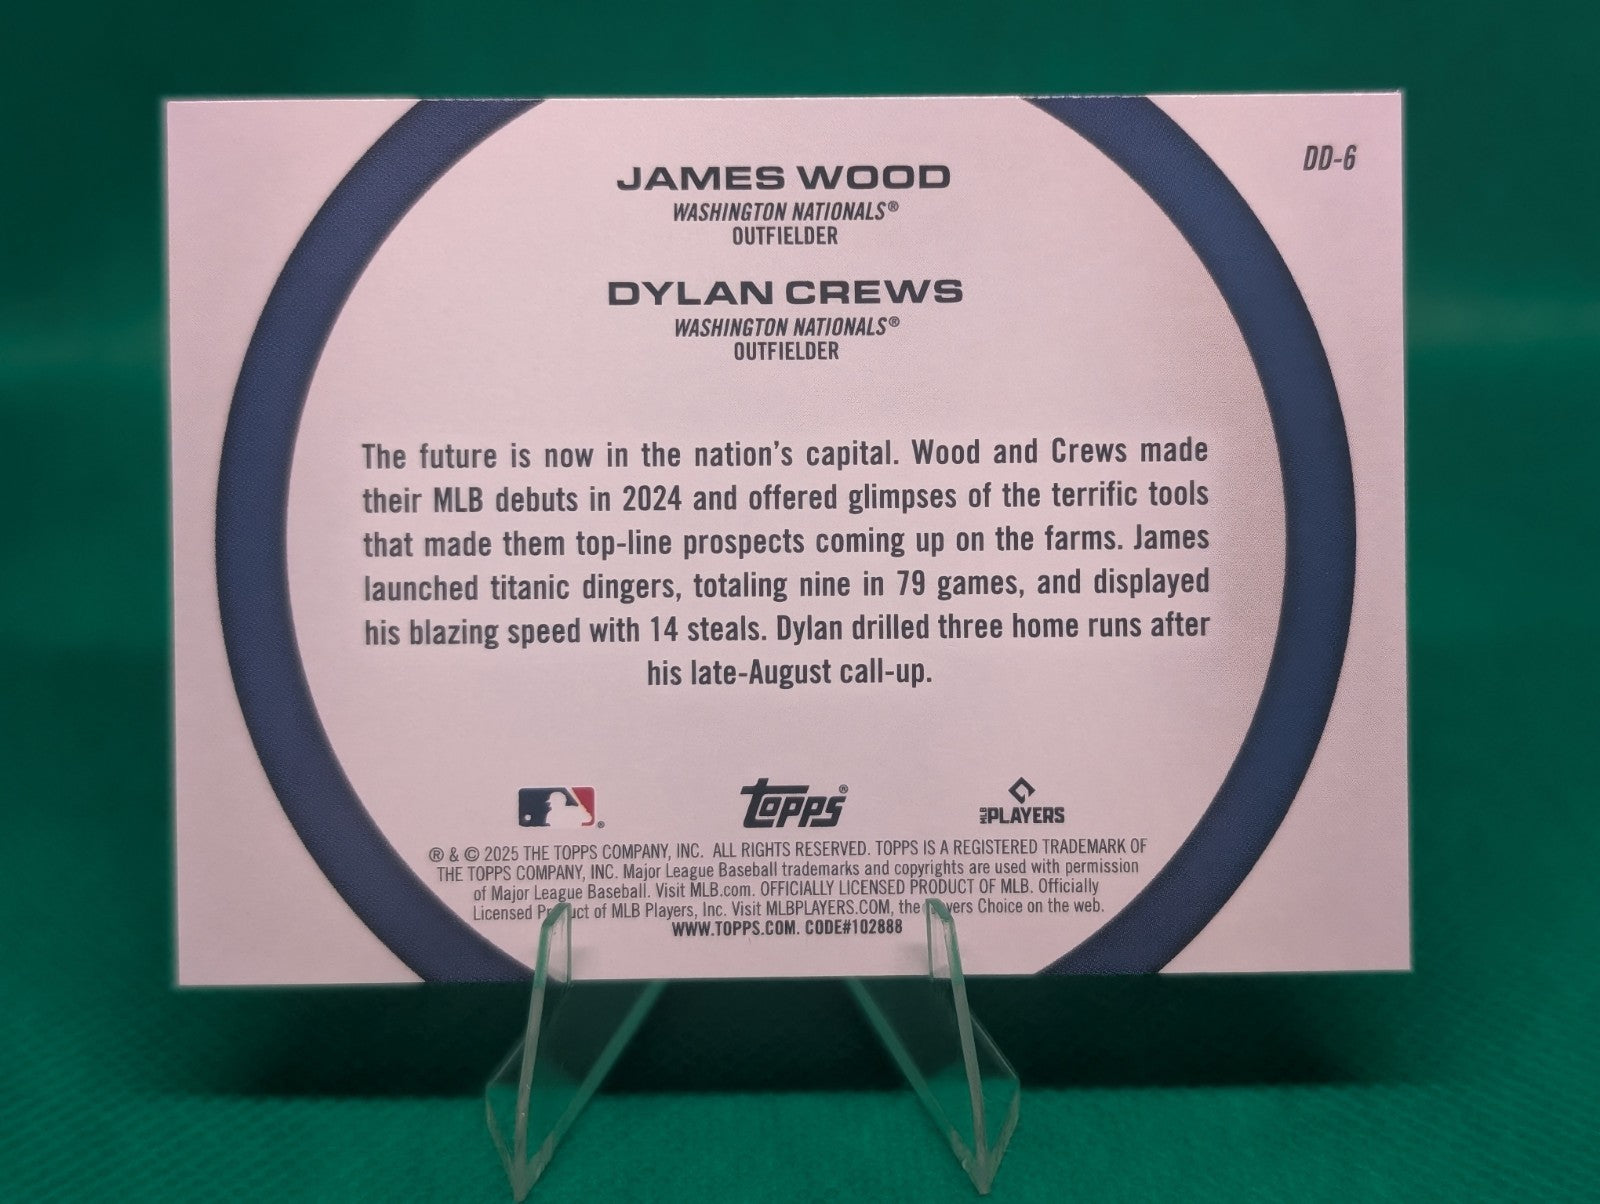 DD-6
JAMES WOOD
WASHINGTON NATIONALS®
OUTFIELDER
DYLAN CREWS
WASHINGTON NATIONALS®
OUTFIELDER
The future is now in the nation's capital. Wood and Crews made
their MLB debuts in 2024 and offered glimpses of the terrific tools
that made them top-line prospects coming up on the farms. James
launched titanic dingers, totaling nine in 79 games, and displayed
his blazing speed with 14 steals. Dylan drilled three home runs after
his late-August call-up.
® topps® MLB PLAYERS
® & © 2025 THE TOPPS COMPANY, INC. ALL RIGHTS RESERVED. TOPPS IS A REGISTERED TRADEMARK OF
THE TOPPS COMPANY, INC. Major League Baseball trademarks and copyrights are used with permission
of Major League Baseball. Visit MLB.com. OFFICIALLY LICENSED PRODUCT OF MLB. Officially
Licensed of MLB Players, Inc. Visit MLBPLAYERS.COM, the Choice on the web.
WWW.TOPPS.COM. CODE#102888